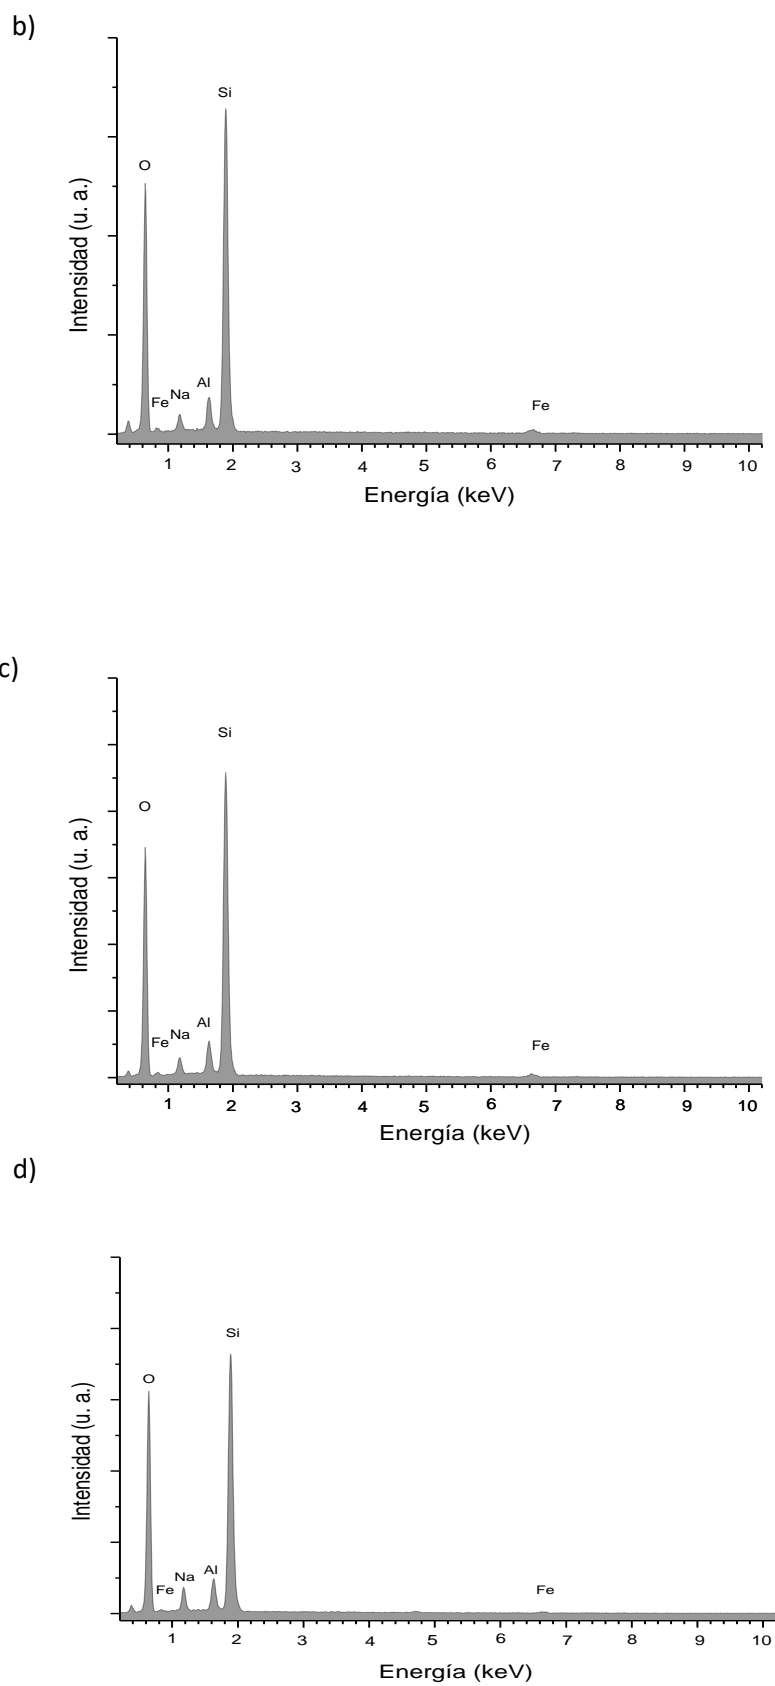 b)
Si
O
Fe Na Al Fe
Intensidad (u. a.)
1 2 3 4 5 6 7 8 9 10
Energía (keV)
c)
Si
O
Fe Na Al Fe
Intensidad (u. a.)
1 2 3 4 5 6 7 8 9 10
Energía (keV)
d)
Si
O
Fe Na Al Fe
Intensidad (u. a.)
1 2 3 4 5 6 7 8 9 10
Energía (keV)